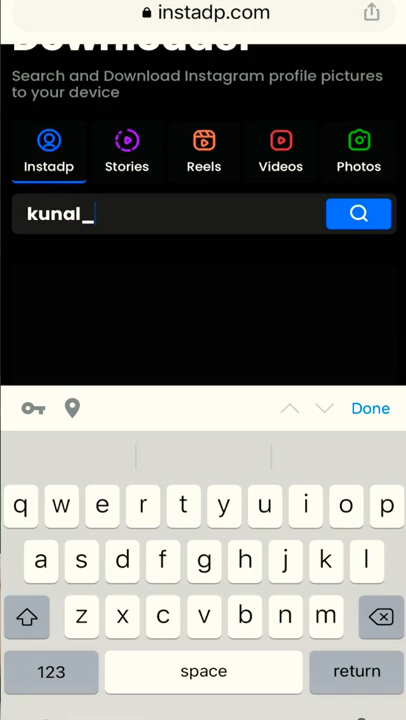 instadp.com
Downloader
Search and Download Instagram profile pictures
to your device
Instadp Stories Reels Videos Photos
kunal_
Done
q w e r t y u i o p
a s d f g h j k l
z x c v b n m
123 space return